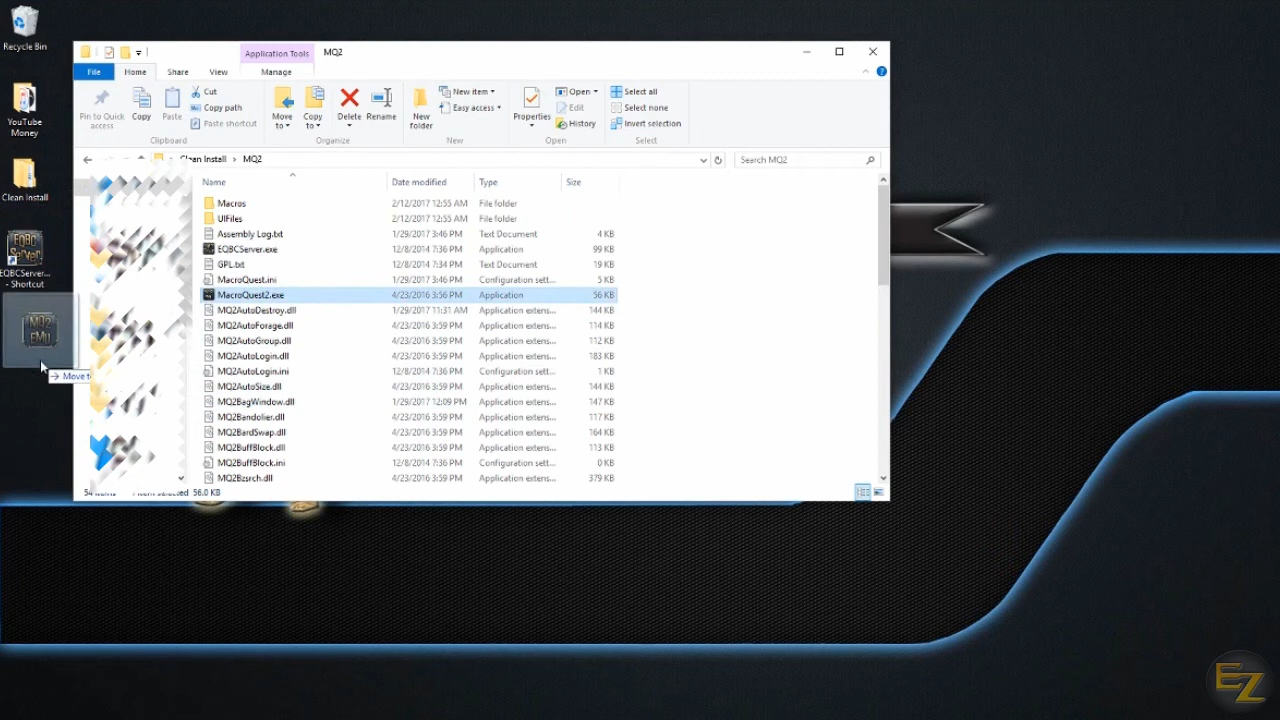 Recycle Bin
YouTube
Money
Clean Install
EQBC
Server
EQBCServer...
- Shortcut
MQ2
EMU
Move to
Application Tools
MQ2
File
Home
Share
View
Manage
Pin to Quick
access
Copy
Paste
Cut
Copy path
Paste shortcut
Clipboard
Move
to
Copy
to
Delete
Rename
Organize
New
folder
New item
Easy access
New
Properties
Open
Edit
History
Open
Select all
Select none
Invert selection
Select
Clean Install
MQ2
Search MQ2
Name Date modified Type Size
Macros 2/12/2017 12:55 AM File folder
UIFiles 2/12/2017 12:55 AM File folder
Assembly Log.txt 1/29/2017 3:46 PM Text Document 4 KB
EQBCServer.exe 12/8/2014 7:36 PM Application 99 KB
GPL.txt 12/8/2014 7:34 PM Text Document 19 KB
MacroQuest.ini 1/29/2017 3:46 PM Configuration sett... 5 KB
MacroQuest2.exe 4/23/2016 3:56 PM Application 56 KB
MQ2AutoDestroy.dll 1/29/2017 11:31 AM Application extens... 144 KB
MQ2AutoForage.dll 4/23/2016 3:59 PM Application extens... 114 KB
MQ2AutoGroup.dll 4/23/2016 3:59 PM Application extens... 112 KB
MQ2AutoLogin.dll 4/23/2016 3:59 PM Application extens... 183 KB
MQ2AutoLogin.ini 12/8/2014 7:36 PM Configuration sett... 1 KB
MQ2AutoSize.dll 4/23/2016 3:59 PM Application extens... 144 KB
MQ2BagWindow.dll 1/29/2017 12:09 PM Application extens... 147 KB
MQ2Bandolier.dll 4/23/2016 3:59 PM Application extens... 117 KB
MQ2BardSwap.dll 4/23/2016 3:59 PM Application extens... 164 KB
MQ2BuffBlock.dll 4/23/2016 3:59 PM Application extens... 113 KB
MQ2BuffBlock.ini 12/8/2014 7:36 PM Configuration sett... 0 KB
MQ2Bzsrch.dll 4/23/2016 3:59 PM Application extens... 379 KB
56.0 KB
EZ